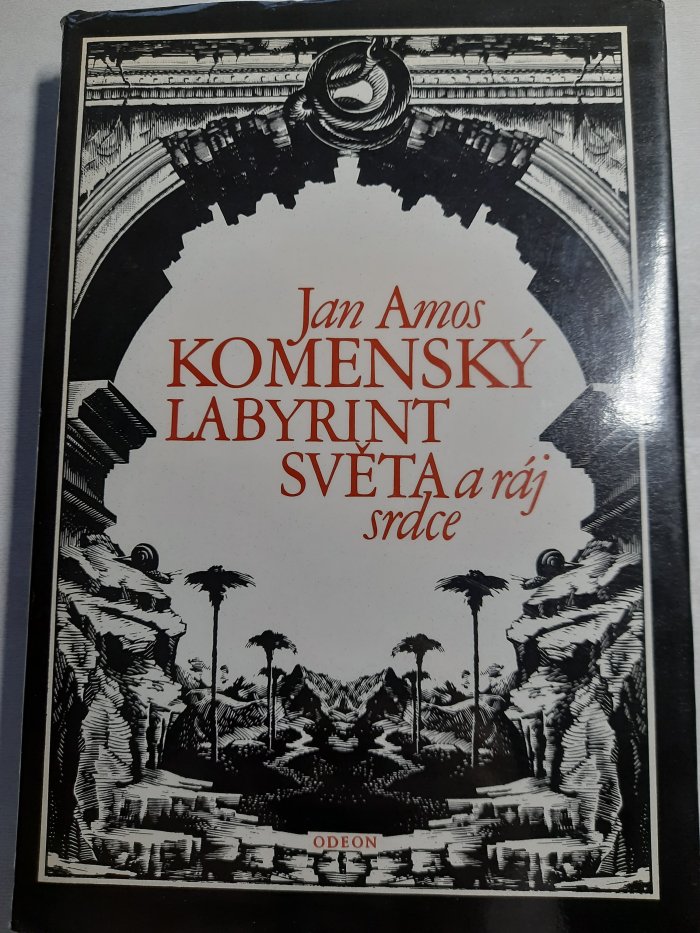 Jan Amos
KOMENSKÝ
LABYRINT
SVĚTA a ráj
srdce
ODEON